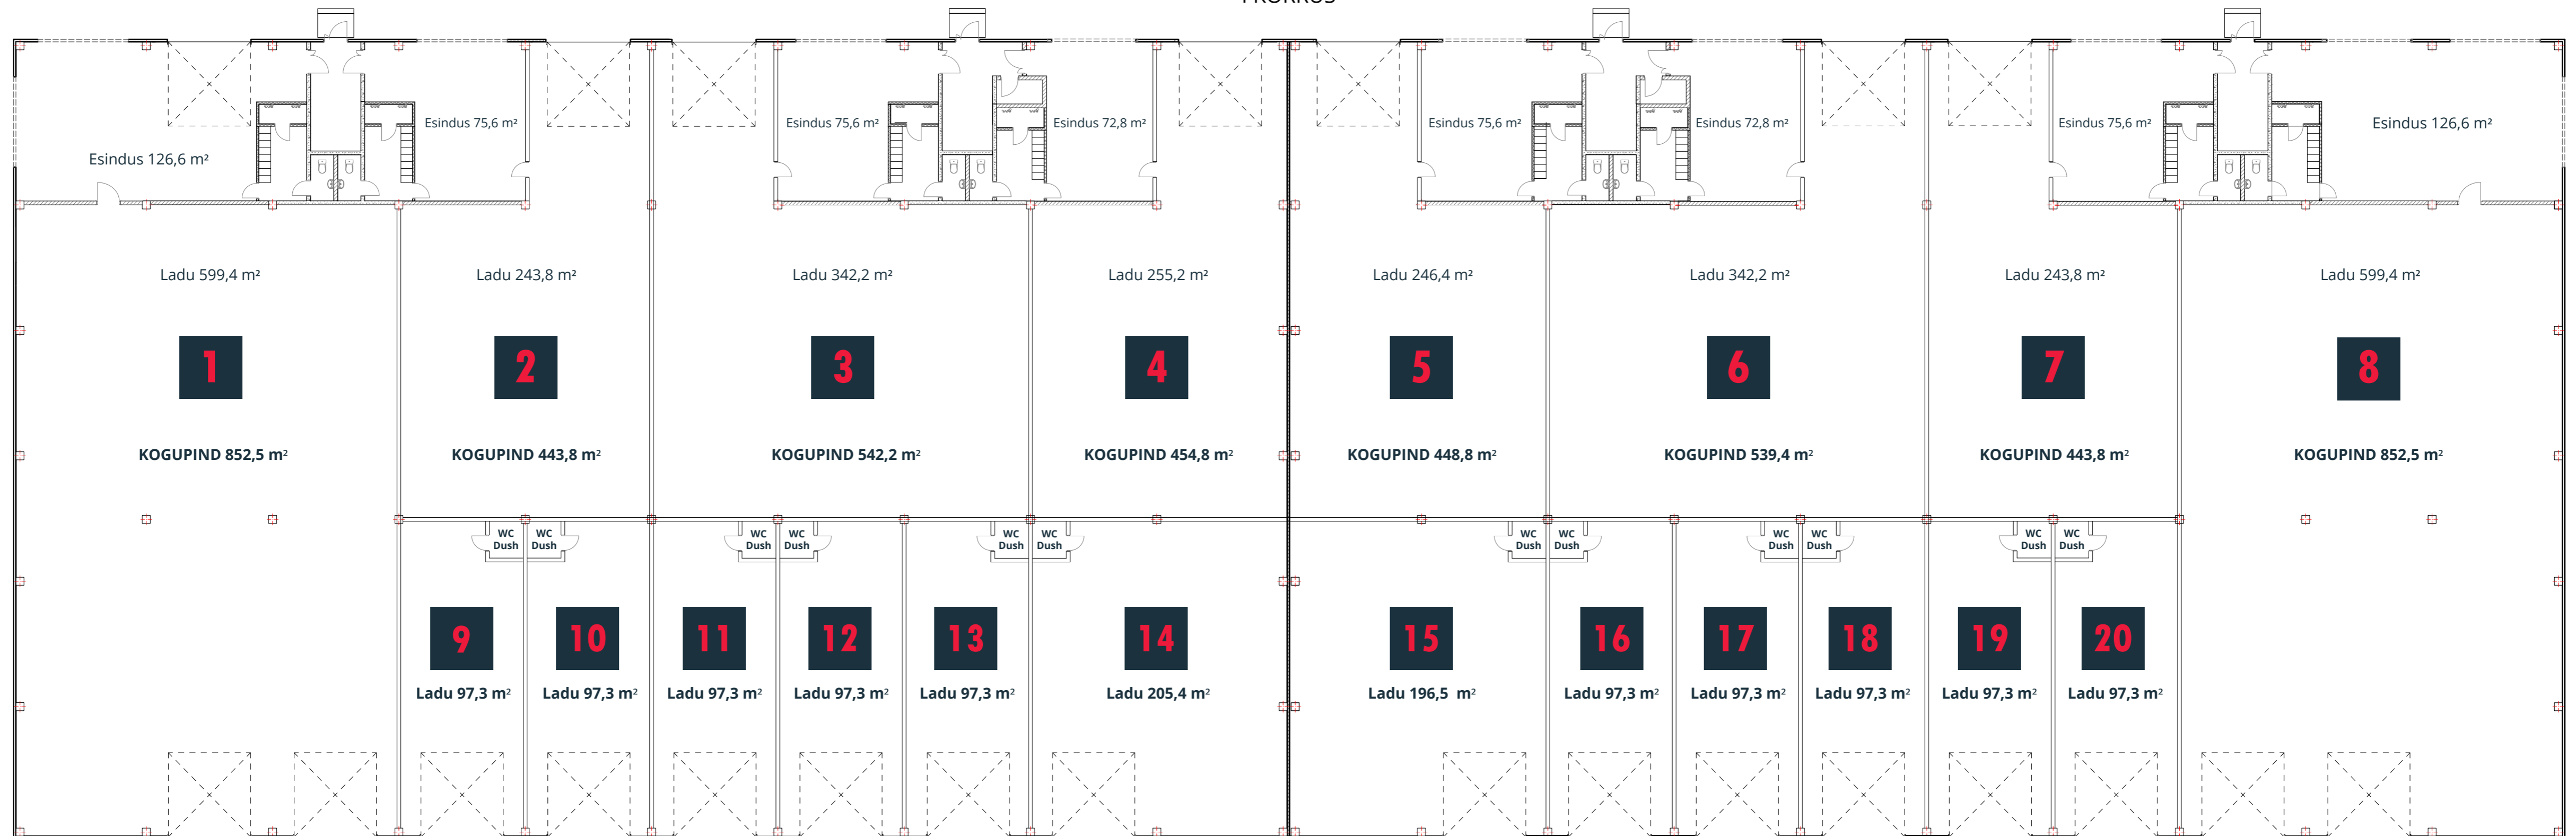 Esindus 126,6 m²
Esindus 75,6 m²
Esindus 75,6 m²
Esindus 72,8 m²
Esindus 75,6 m²
Esindus 72,8 m²
Esindus 75,6 m²
Esindus 126,6 m²
Ladu 599,4 m²
Ladu 243,8 m²
Ladu 342,2 m²
Ladu 255,2 m²
Ladu 246,4 m²
Ladu 342,2 m²
Ladu 243,8 m²
Ladu 599,4 m²
1
2
3
4
5
6
7
8
KOGUPIND 852,5 m²
KOGUPIND 443,8 m²
KOGUPIND 542,2 m²
KOGUPIND 454,8 m²
KOGUPIND 448,8 m²
KOGUPIND 539,4 m²
KOGUPIND 443,8 m²
KOGUPIND 852,5 m²
WC
Dush
WC
Dush
WC
Dush
WC
Dush
WC
Dush
WC
Dush
WC
Dush
WC
Dush
WC
Dush
WC
Dush
WC
Dush
WC
Dush
9
10
11
12
13
14
15
16
17
18
19
20
Ladu 97,3 m²
Ladu 97,3 m²
Ladu 97,3 m²
Ladu 97,3 m²
Ladu 97,3 m²
Ladu 205,4 m²
Ladu 196,5 m²
Ladu 97,3 m²
Ladu 97,3 m²
Ladu 97,3 m²
Ladu 97,3 m²
Ladu 97,3 m²